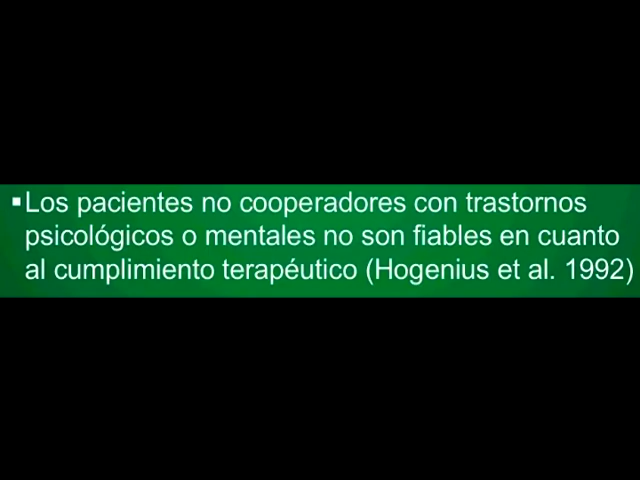 ▪Los pacientes no cooperadores con trastornos
psicológicos o mentales no son fiables en cuanto
al cumplimiento terapéutico (Hogenius et al. 1992)